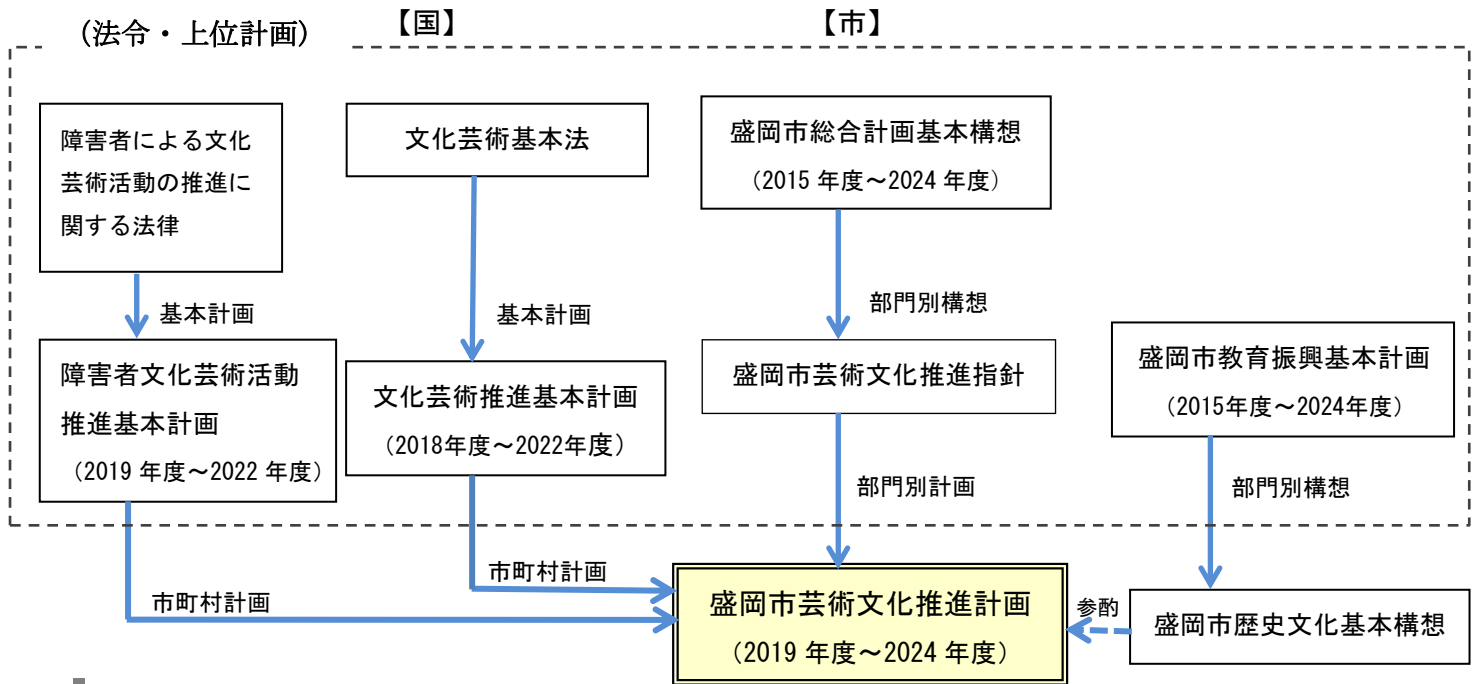 (法令・上位計画)
【国】
【市】
障害者による文化
芸術活動の推進に
関する法律
文化芸術基本法
盛岡市総合計画基本構想
（2015 年度～2024 年度）
基本計画
基本計画
部門別構想
障害者文化芸術活動
推進基本計画
（2019 年度～2022 年度）
文化芸術推進基本計画
（2018年度～2022年度）
盛岡市芸術文化推進指針
盛岡市教育振興基本計画
（2015年度～2024年度）
部門別計画
部門別構想
市町村計画
市町村計画
盛岡市芸術文化推進計画
（2019 年度～2024 年度）
参酌
盛岡市歴史文化基本構想